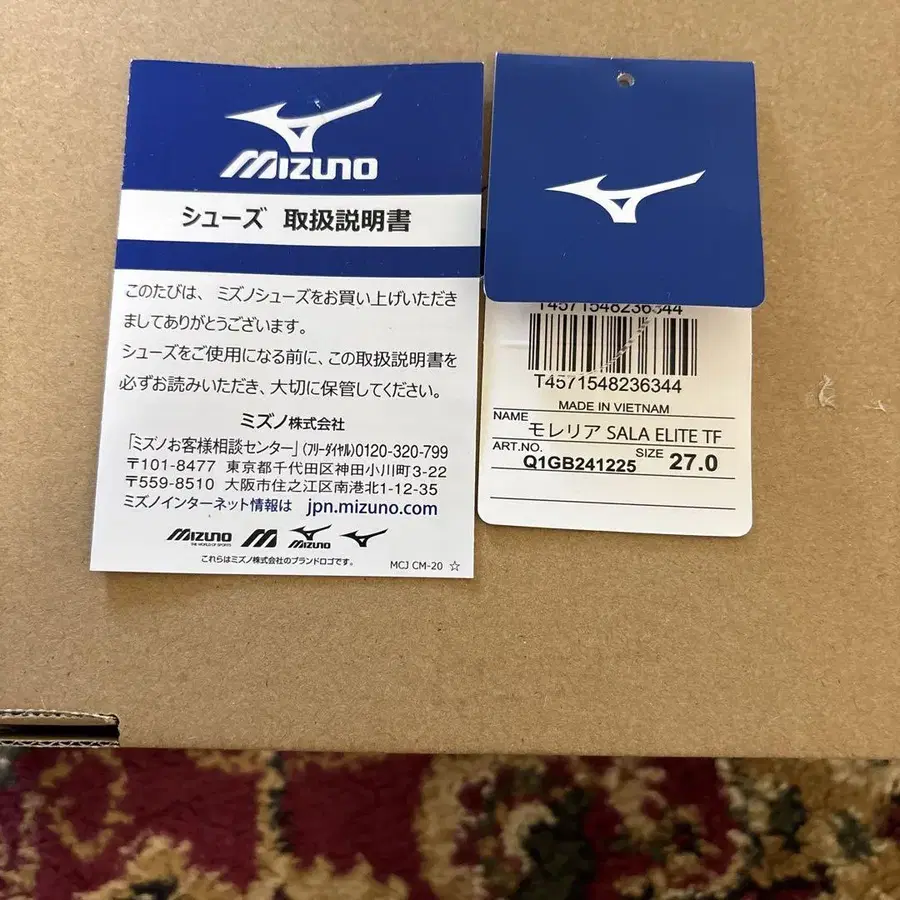 MIZUNO
シューズ 取扱説明書
このたびは、ミズノシューズをお買い上げいただき
ましてありがとうございます。
シューズをご使用になる前に、この取扱説明書を
必ずお読みいただき、大切に保管してください。
ミズノ株式会社
「ミズノお客様相談センター」(フリーダイヤル)0120-320-799
〒101-8477 東京都千代田区神田小川町3-22
〒559-8510 大阪市住之江区南港北1-12-35
ミズノインターネット情報は jpn.mizuno.com
MIZUNO
THE WORLD OF SPORTS
MIZUNO
これらはミズノ株式会社のブランドロゴです。
MCJ CM-20 ☆
T4571548236344
T4571548236344
MADE IN VIETNAM
NAME モレリア SALA ELITE TF
ART.NO. Q1GB241225 SIZE 27.0